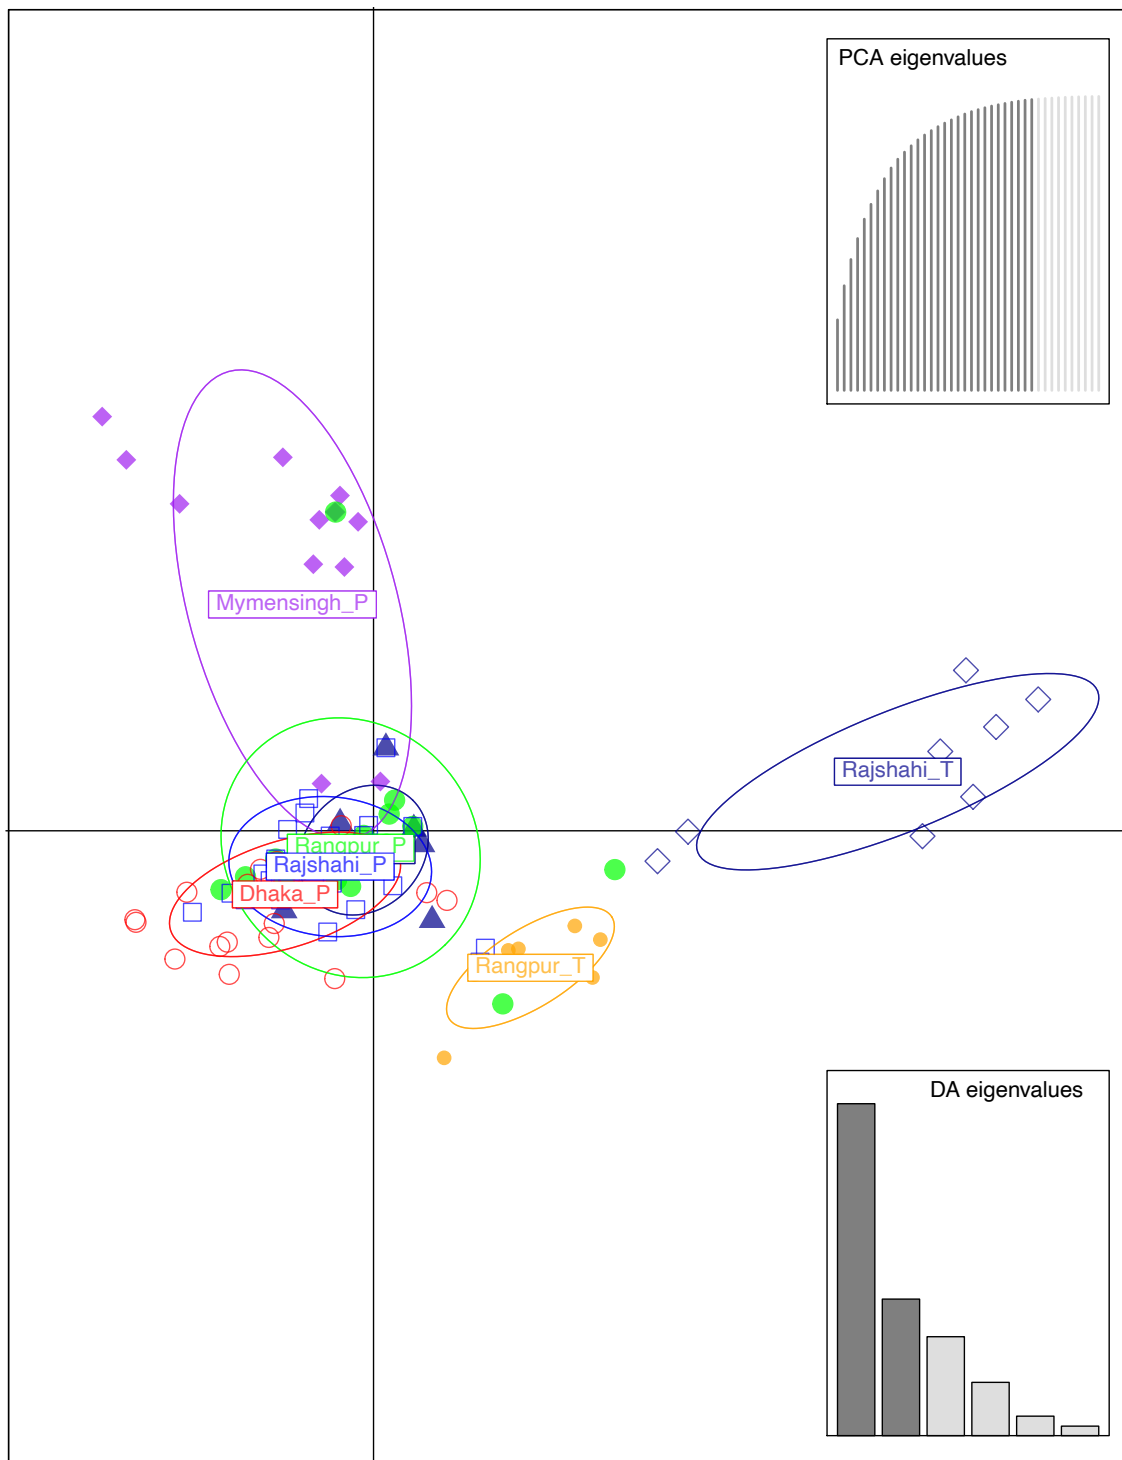 PCA eigenvalues
Mymensingh_P
Rajshahi_T
Rangpur_P
Rajshahi_P
Dhaka_P
Rangpur_T
DA eigenvalues